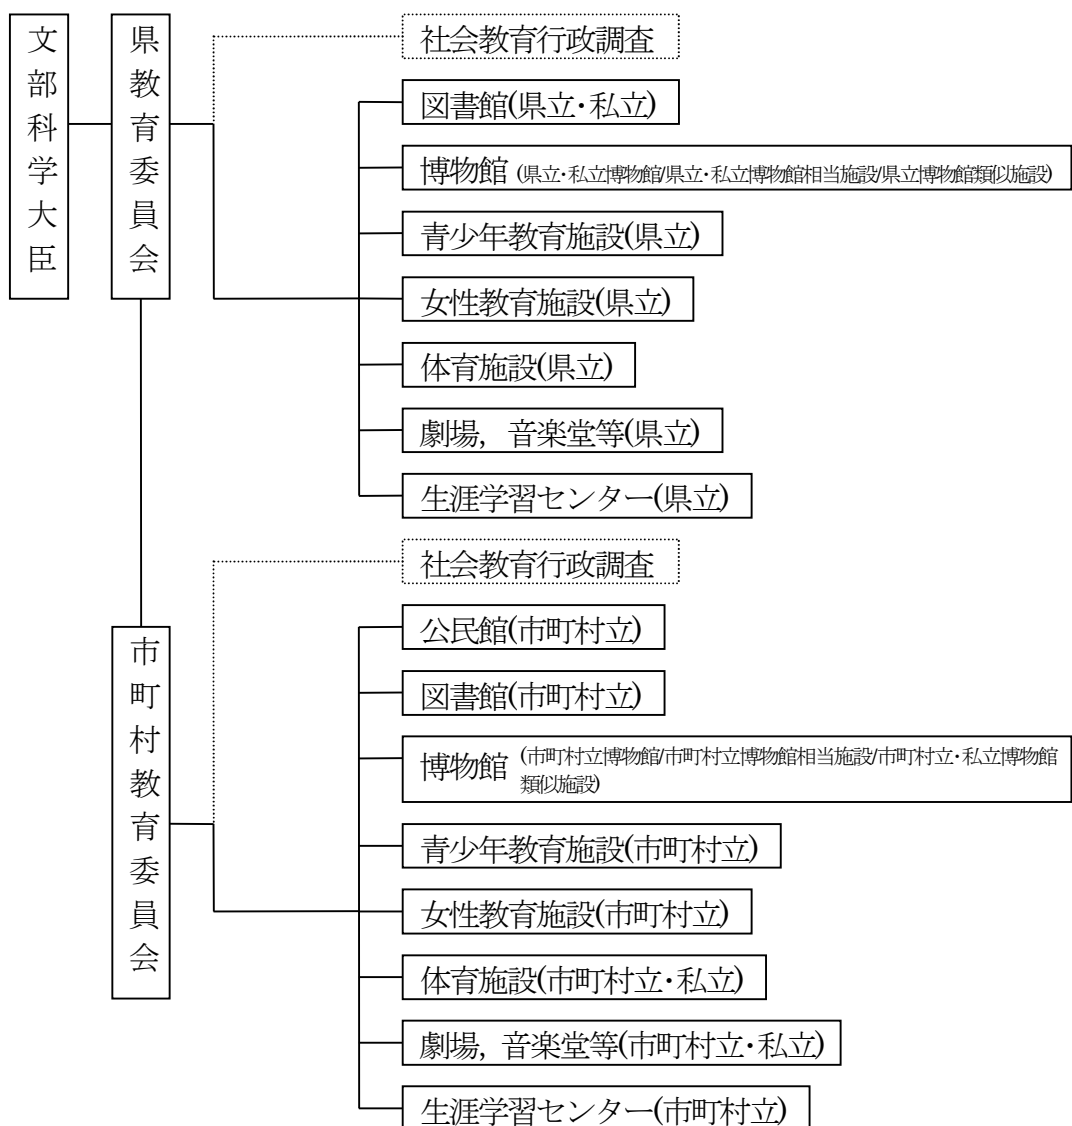 文部科学大臣
県教育委員会
社会教育行政調査
図書館(県立・私立)
博物館 (県立・私立博物館/県立・私立博物館相当施設/県立博物館類似施設)
青少年教育施設(県立)
女性教育施設(県立)
体育施設(県立)
劇場，音楽堂等(県立)
生涯学習センター(県立)
市町村教育委員会
社会教育行政調査
公民館(市町村立)
図書館(市町村立)
博物館 (市町村立博物館/市町村立博物館相当施設/市町村立・私立博物館
類似施設)
青少年教育施設(市町村立)
女性教育施設(市町村立)
体育施設(市町村立・私立)
劇場，音楽堂等(市町村立・私立)
生涯学習センター(市町村立)